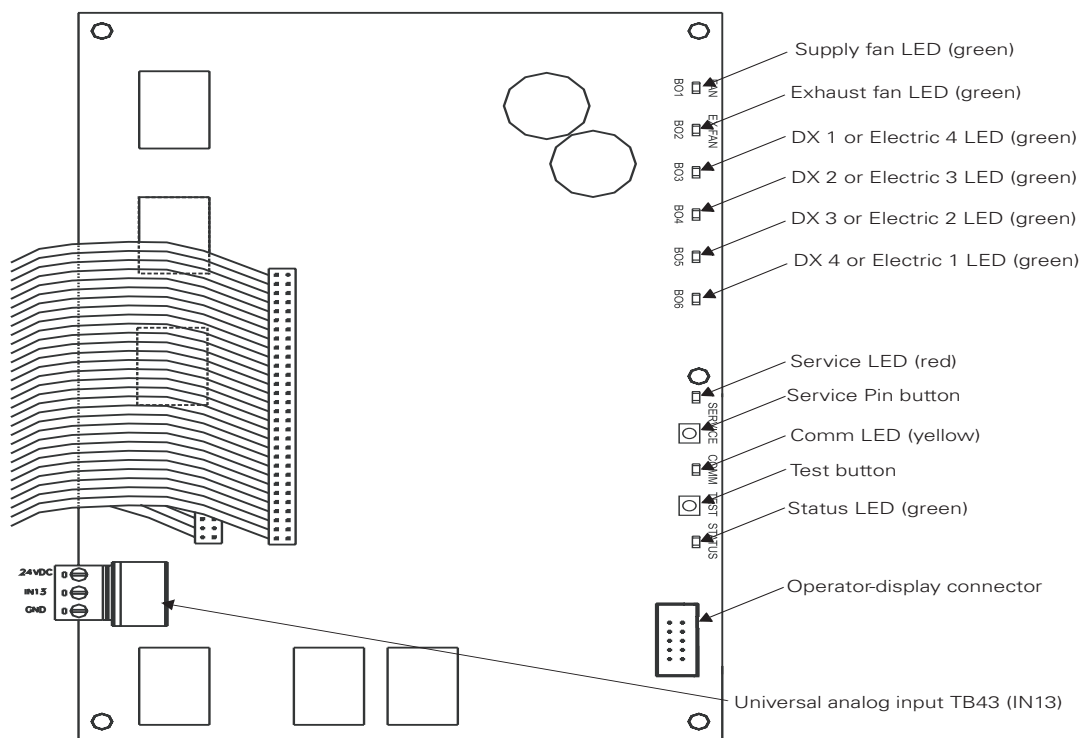 Supply fan LED (green)
BO1
FAN
Exhaust fan LED (green)
BO2
EX-FAN
DX 1 or Electric 4 LED (green)
BO3
DX 2 or Electric 3 LED (green)
BO4
DX 3 or Electric 2 LED (green)
BO5
DX 4 or Electric 1 LED (green)
BO6
Service LED (red)
SERVICE
Service Pin button
Comm LED (yellow)
COMM
Test button
TEST
Status LED (green)
STATUS
24VDC
IN13
GND
Operator-display connector
Universal analog input TB43 (IN13)